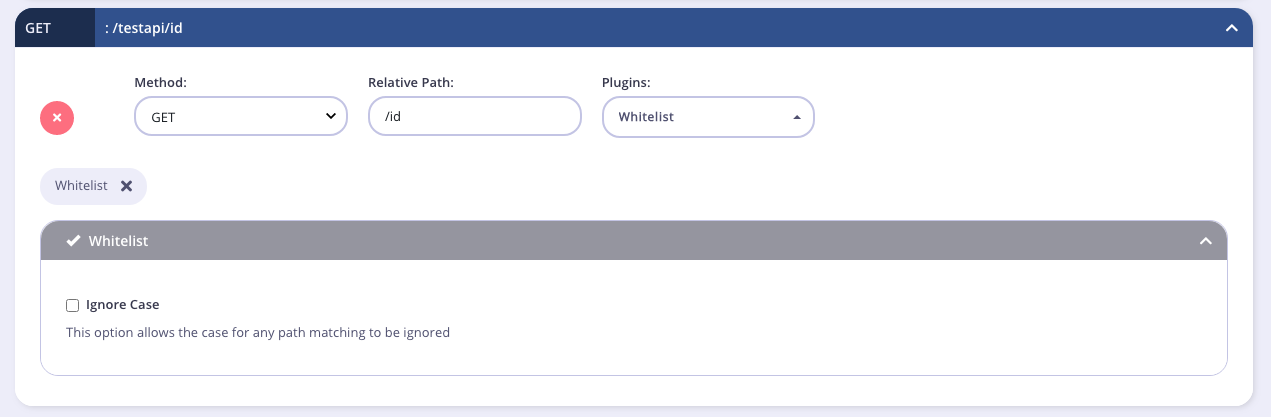 GET : /testapi/id
Method: Relative Path: Plugins:
GET /id Whitelist
Whitelist
Whitelist
Ignore Case
This option allows the case for any path matching to be ignored